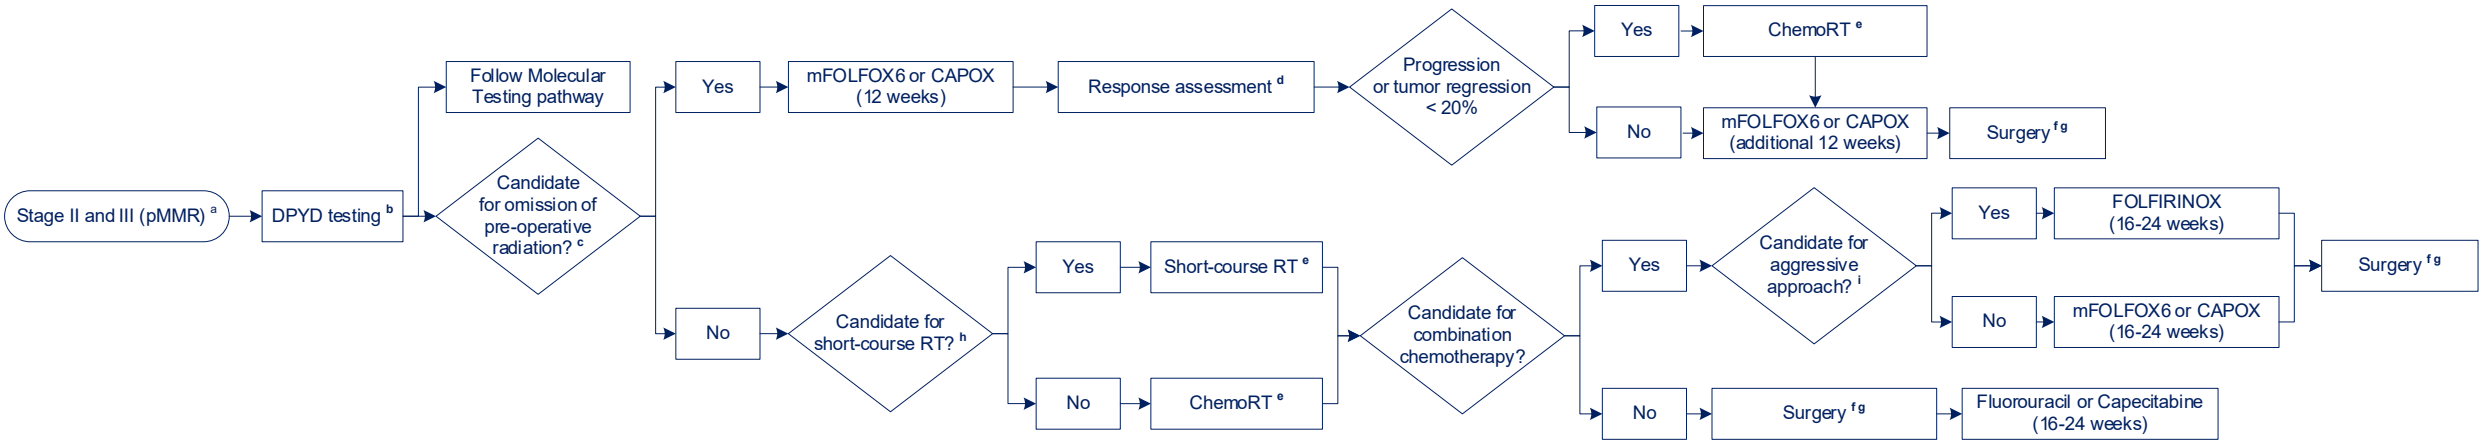 Stage II and III (pMMR) a
DPYD testing b
Follow Molecular
Testing pathway
Candidate
for omission of
pre-operative
radiation? c
Yes
mFOLFOX6 or CAPOX
(12 weeks)
Response assessment d
Progression
or tumor regression
< 20%
Yes
ChemoRT e
No
mFOLFOX6 or CAPOX
(additional 12 weeks)
Surgery f g
No
Candidate for
short-course RT? h
Yes
Short-course RT e
No
ChemoRT e
Candidate for
combination
chemotherapy?
Yes
Candidate for
aggressive
approach? i
Yes
FOLFIRINOX
(16-24 weeks)
No
mFOLFOX6 or CAPOX
(16-24 weeks)
Surgery f g
No
Surgery f g
Fluorouracil or Capecitabine
(16-24 weeks)